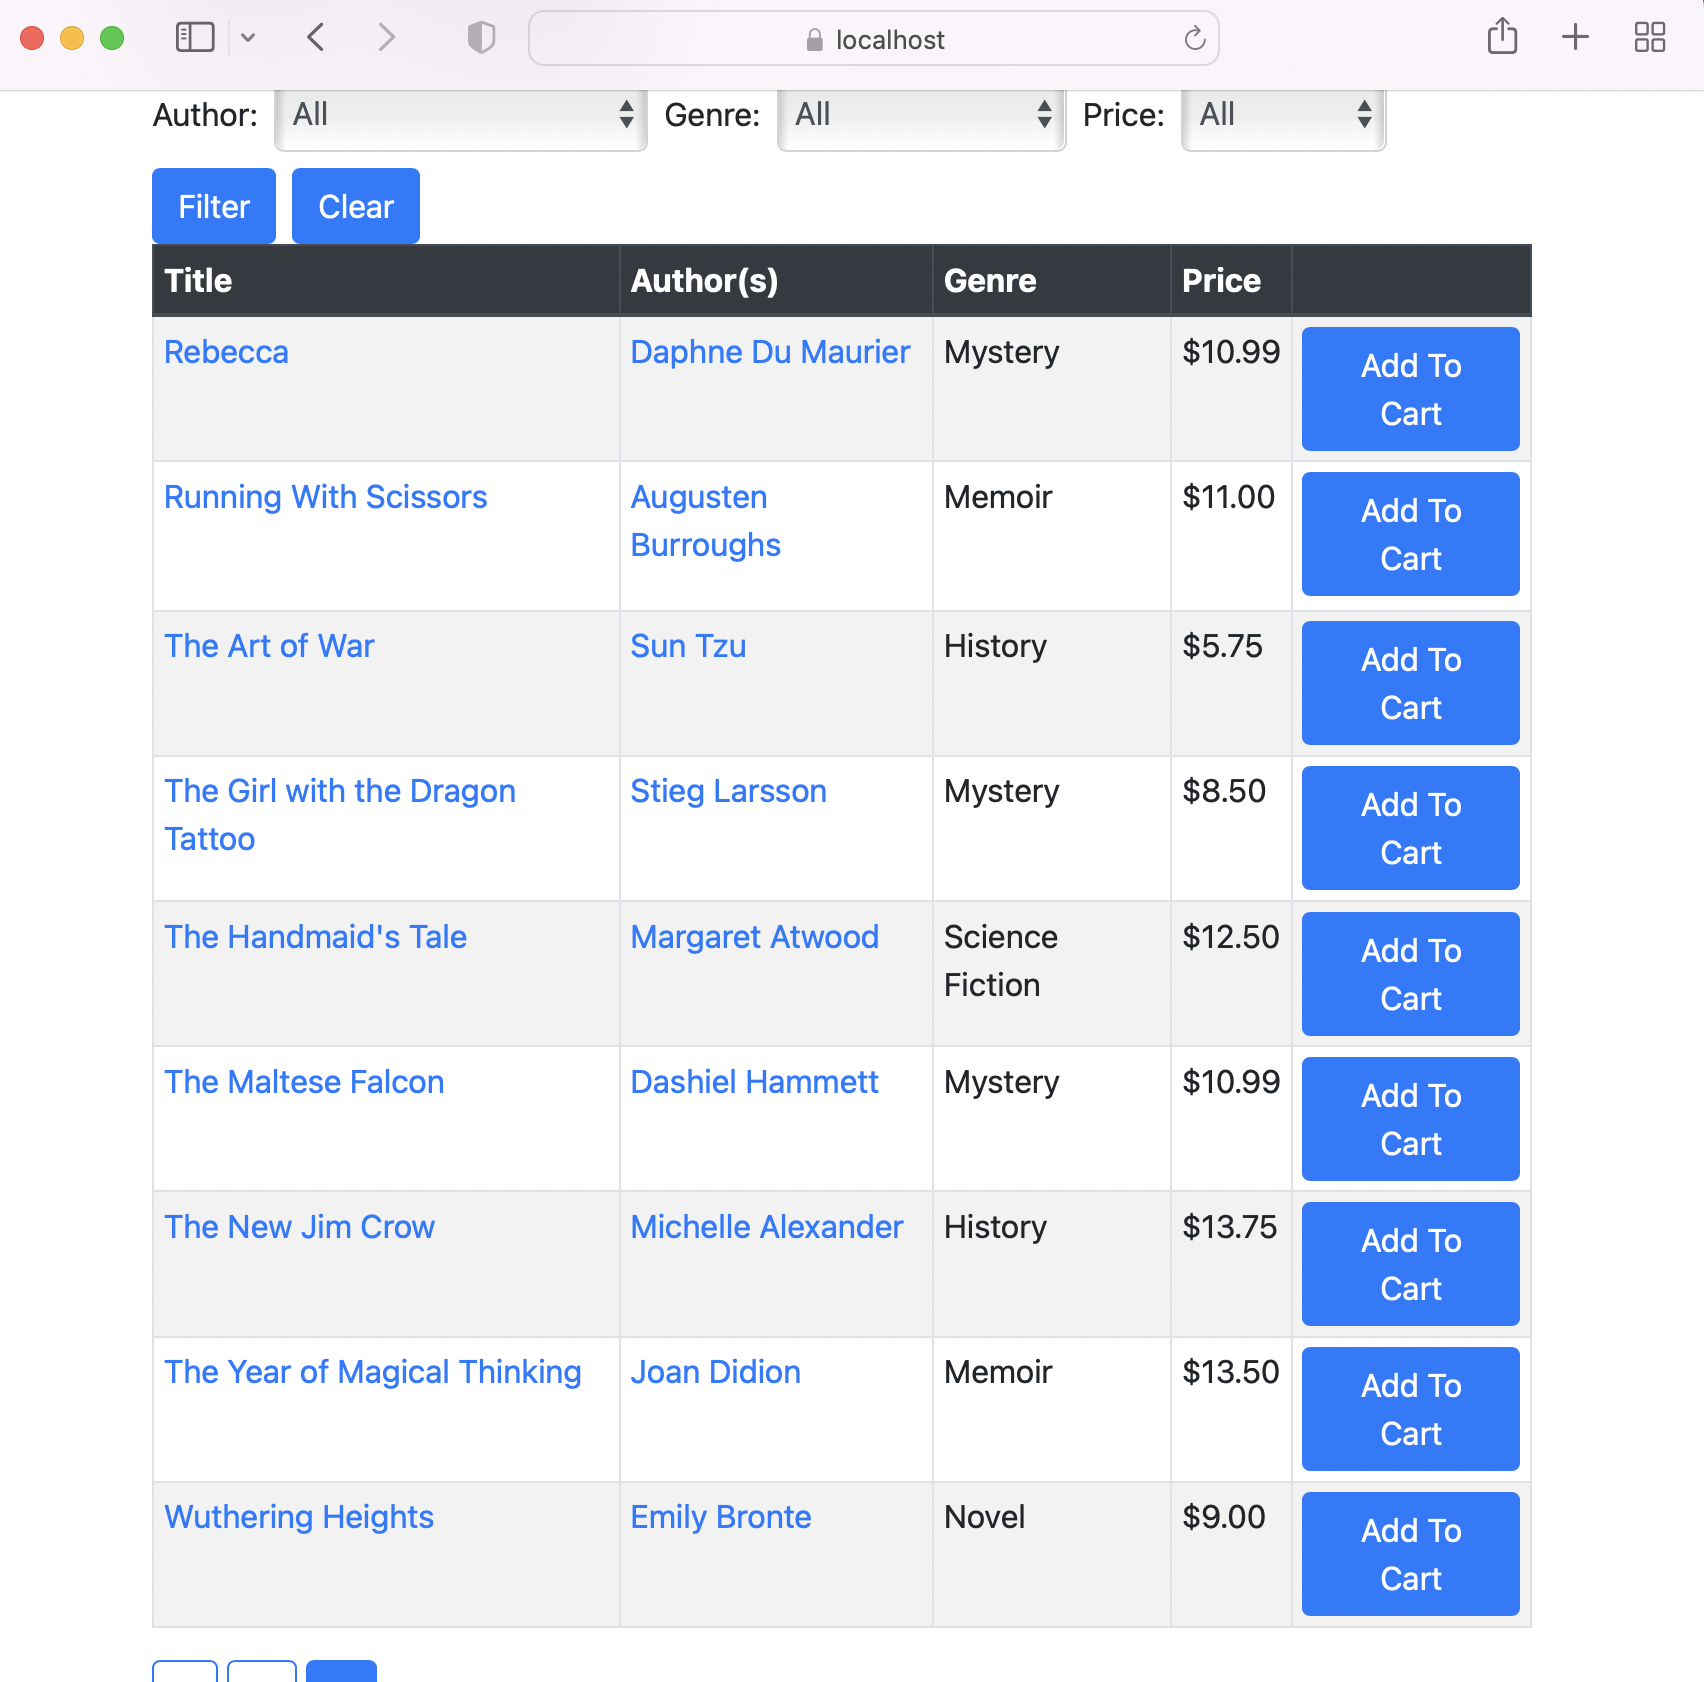 localhost
Author: All Genre: All Price: All
Filter Clear
Title Author(s) Genre Price
Rebecca Daphne Du Maurier Mystery $10.99 Add To
Cart
Running With Scissors Augusten Memoir $11.00 Add To
Burroughs Cart
The Art of War Sun Tzu History $5.75 Add To
Cart
The Girl with the Dragon Stieg Larsson Mystery $8.50 Add To
Tattoo Cart
The Handmaid's Tale Margaret Atwood Science $12.50 Add To
Fiction Cart
The Maltese Falcon Dashiel Hammett Mystery $10.99 Add To
Cart
The New Jim Crow Michelle Alexander History $13.75 Add To
Cart
The Year of Magical Thinking Joan Didion Memoir $13.50 Add To
Cart
Wuthering Heights Emily Bronte Novel $9.00 Add To
Cart